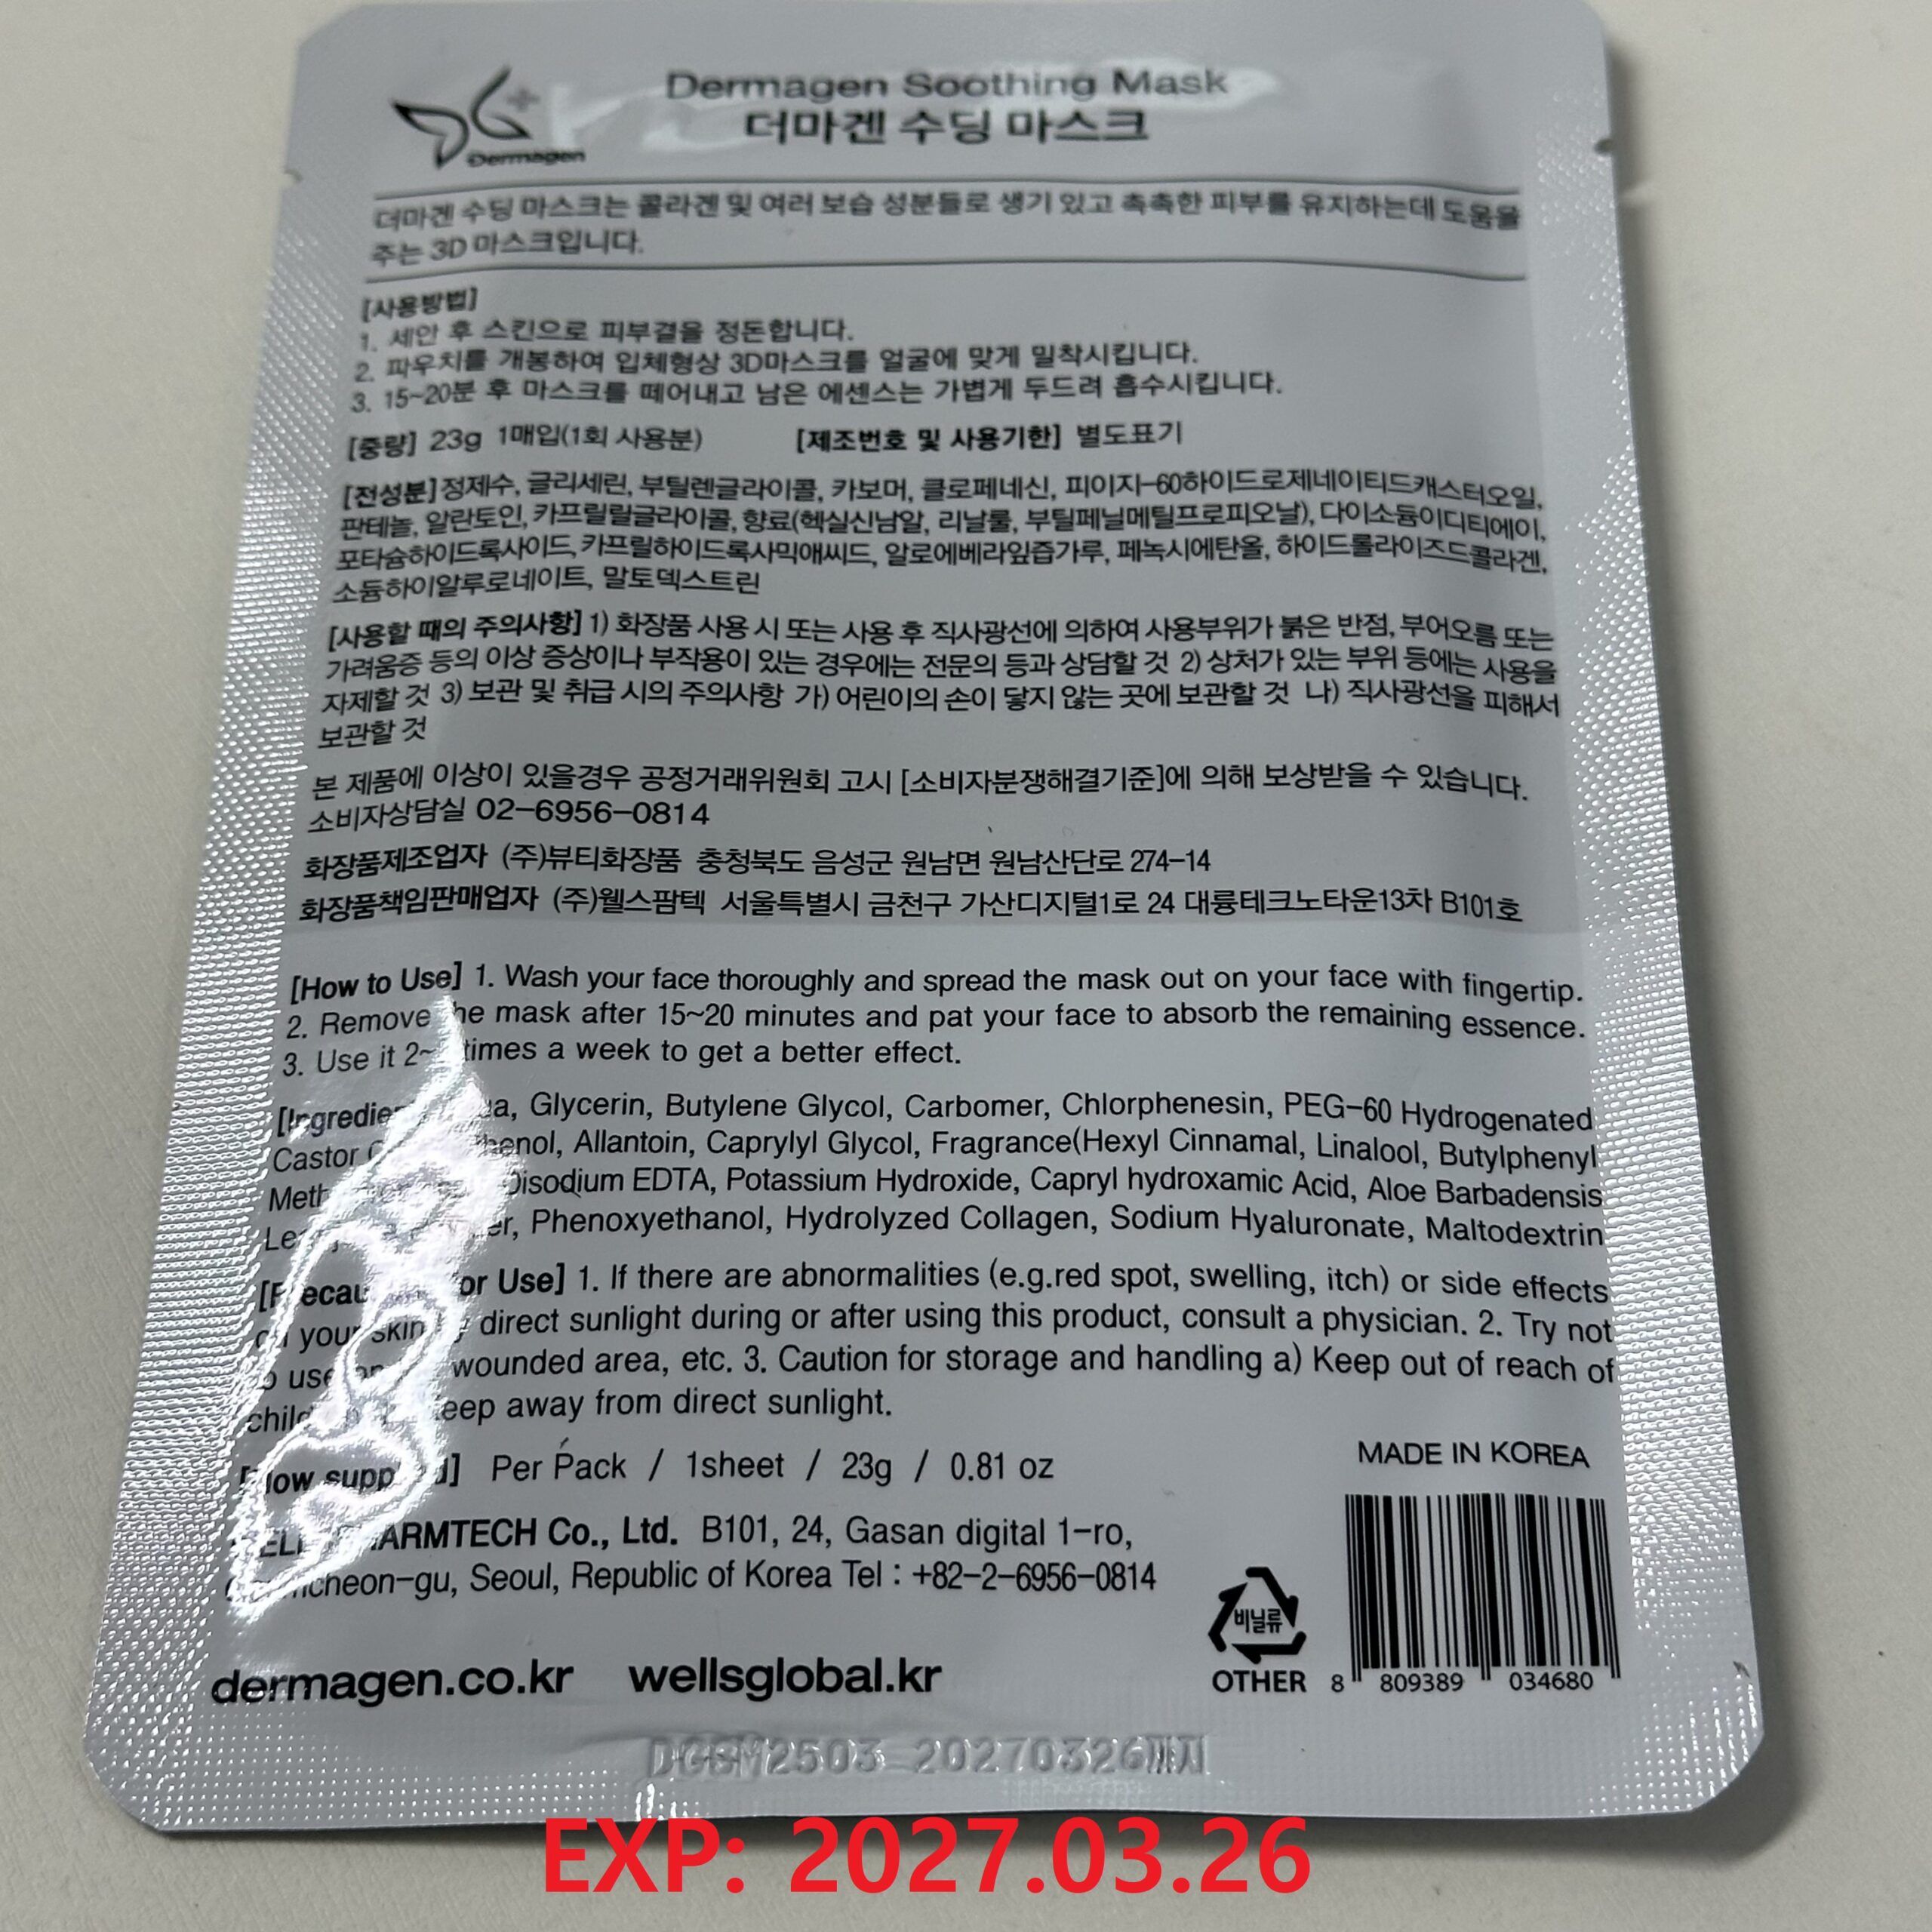 Dermagen
Dermagen Soothing Mask
더마겐 수딩 마스크
더마겐 수딩 마스크는 콜라겐 및 여러 보습 성분들로 생기 있고 촉촉한 피부를 유지하는데 도움을
주는 3D 마스크입니다.
[사용방법]
1. 세안 후 스킨으로 피부결을 정돈합니다.
2. 파우치를 개봉하여 입체형상 3D마스크를 얼굴에 맞게 밀착시킵니다.
3. 15~20분 후 마스크를 떼어내고 남은 에센스는 가볍게 두드려 흡수시킵니다.
[중량] 23g 1매입(1회 사용분) [제조번호 및 사용기한] 별도표기
[전성분] 정제수, 글리세린, 부틸렌글라이콜, 카보머, 클로페네신, 피이지-60하이드로제네이티드캐스터오일,
판테놀, 알란토인, 카프릴릴글라이콜, 향료(헥실신남알, 리날룰, 부틸페닐메틸프로피오날), 다이소듐이디티에이,
포타슘하이드록사이드, 카프릴하이드록사믹애씨드, 알로에베라잎즙가루, 페녹시에탄올, 하이드롤라이즈드콜라겐,
소듐하이알루로네이트, 말토덱스트린
[사용할 때의 주의사항] 1) 화장품 사용 시 또는 사용 후 직사광선에 의하여 사용부위가 붉은 반점, 부어오름 또는
가려움증 등의 이상 증상이나 부작용이 있는 경우에는 전문의 등과 상담할 것 2) 상처가 있는 부위 등에는 사용을
자제할 것 3) 보관 및 취급 시의 주의사항 가) 어린이의 손이 닿지 않는 곳에 보관할 것 나) 직사광선을 피해서
보관할 것
본 제품에 이상이 있을경우 공정거래위원회 고시 [소비자분쟁해결기준]에 의해 보상받을 수 있습니다.
소비자상담실 02-6956-0814
화장품제조업자 (주)뷰티화장품 충청북도 음성군 원남면 원남산단로 274-14
화장품책임판매업자 (주)웰스팜텍 서울특별시 금천구 가산디지털1로 24 대륭테크노타운13차 B101호
[How to Use] 1. Wash your face thoroughly and spread the mask out on your face with fingertip.
2. Remove the mask after 15~20 minutes and pat your face to absorb the remaining essence.
3. Use it times a week to get a better effect.
Glycerin, Butylene Glycol, Carbomer, Chlorphenesin, PEG-60 Hydrogenated
Castor Allantoin, Caprylyl Glycol, Fragrance(Hexyl Cinnamal, Linalool, Butylphenyl
Disodium EDTA, Potassium Hydroxide, Capryl hydroxamic Acid, Aloe Barbadensis
Phenoxyethanol, Hydrolyzed Collagen, Sodium Hyaluronate, Maltodextrin
Use] 1. If there are abnormalities (e.g.red spot, swelling, itch) or side effects
your skin direct sunlight during or after using this product, consult a physician. 2. Try not
wounded area, etc. 3. Caution for storage and handling a) Keep out of reach of
away from direct sunlight.
Per Pack / 1sheet / 23g / 0.81 oz
MADE IN KOREA
Co., Ltd. B101, 24, Gasan digital 1-ro,
Seoul, Republic of Korea Tel : +82-2-6956-0814
비닐류
OTHER
8 809389 034680
dermagen.co.kr wellsglobal.kr
DGSM2503 20270326까지
EXP: 2027.03.26